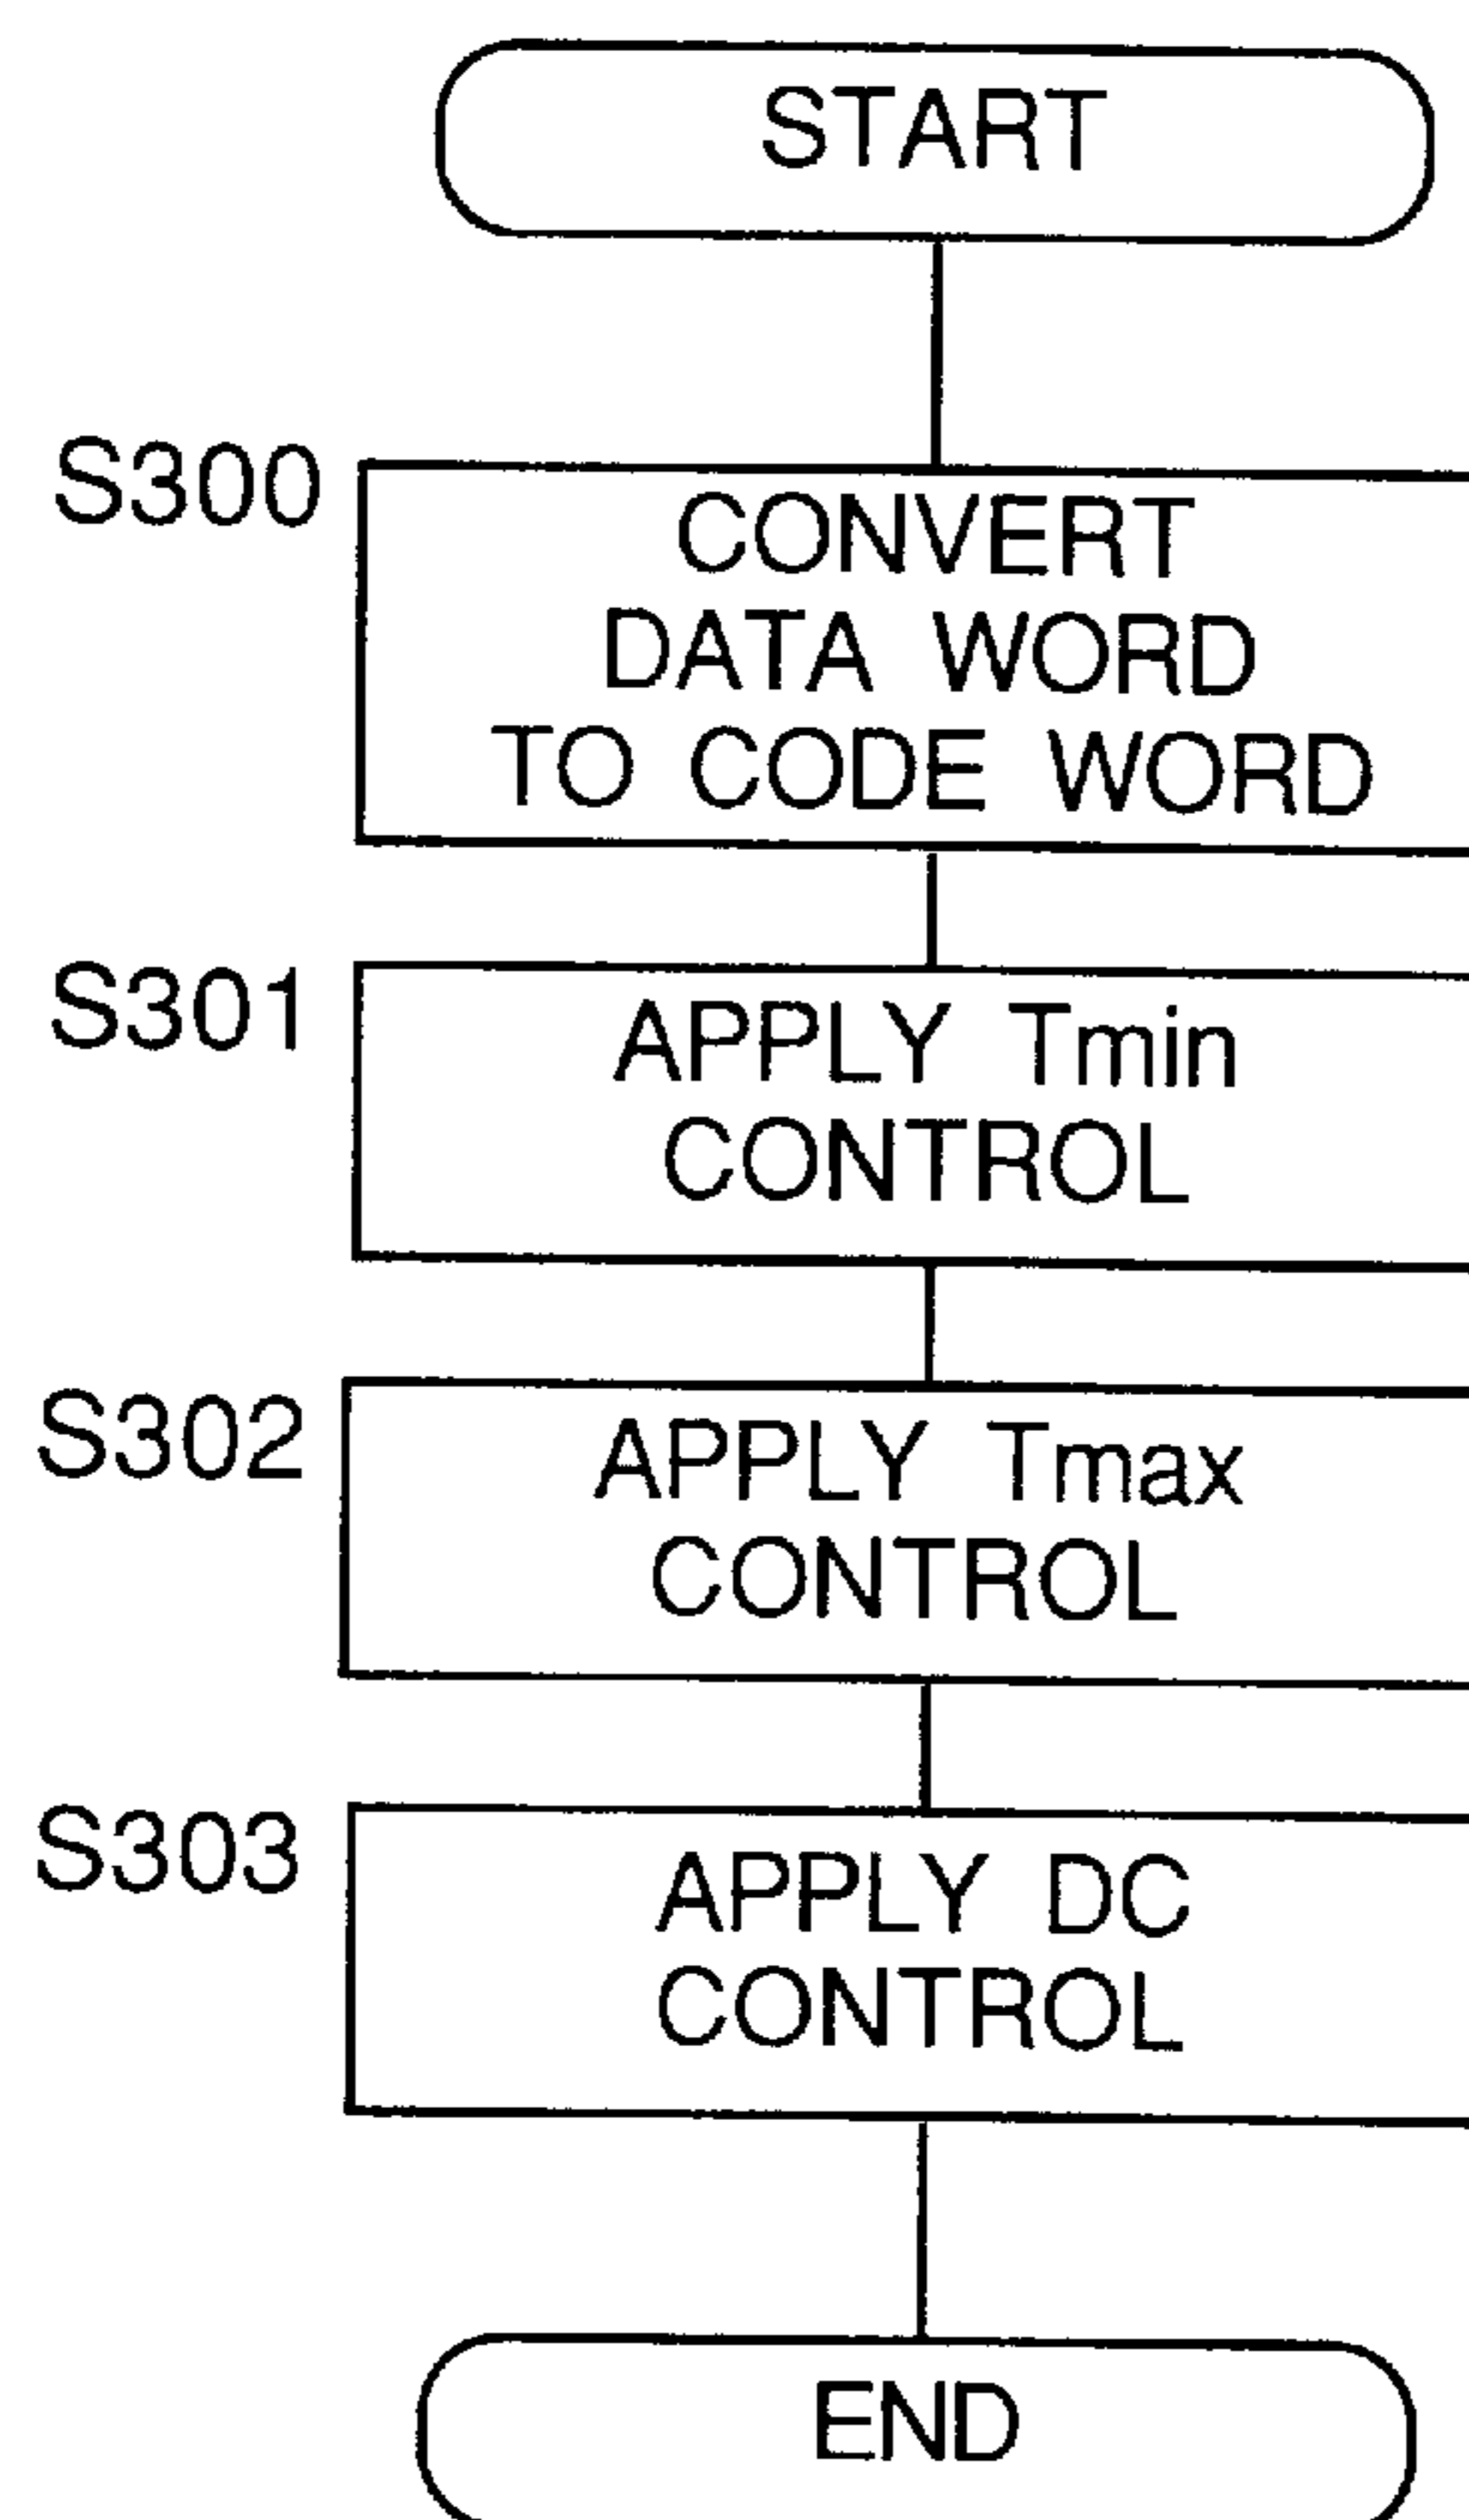 START
S300
CONVERT
DATA WORD
TO CODE WORD
S301
APPLY Tmin
CONTROL
S302
APPLY Tmax
CONTROL
S303
APPLY DC
CONTROL
END